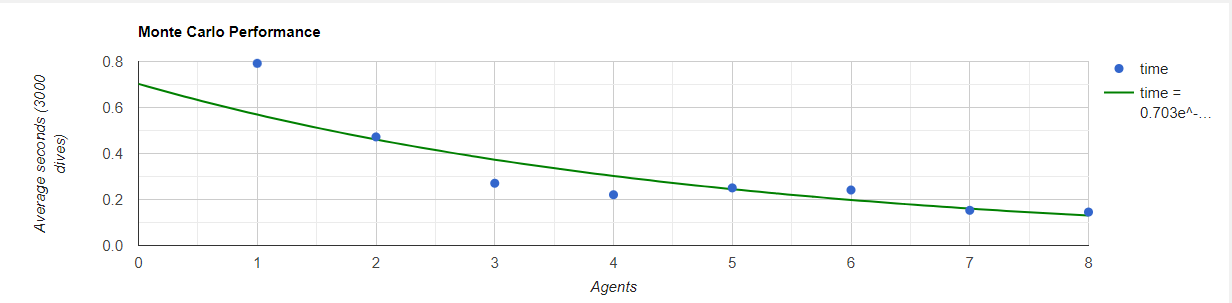 Monte Carlo Performance
Average seconds (3000
dives)
0.8
0.6
0.4
0.2
0.0
0 1 2 3 4 5 6 7 8
Agents
time
time =
0.703e^-...